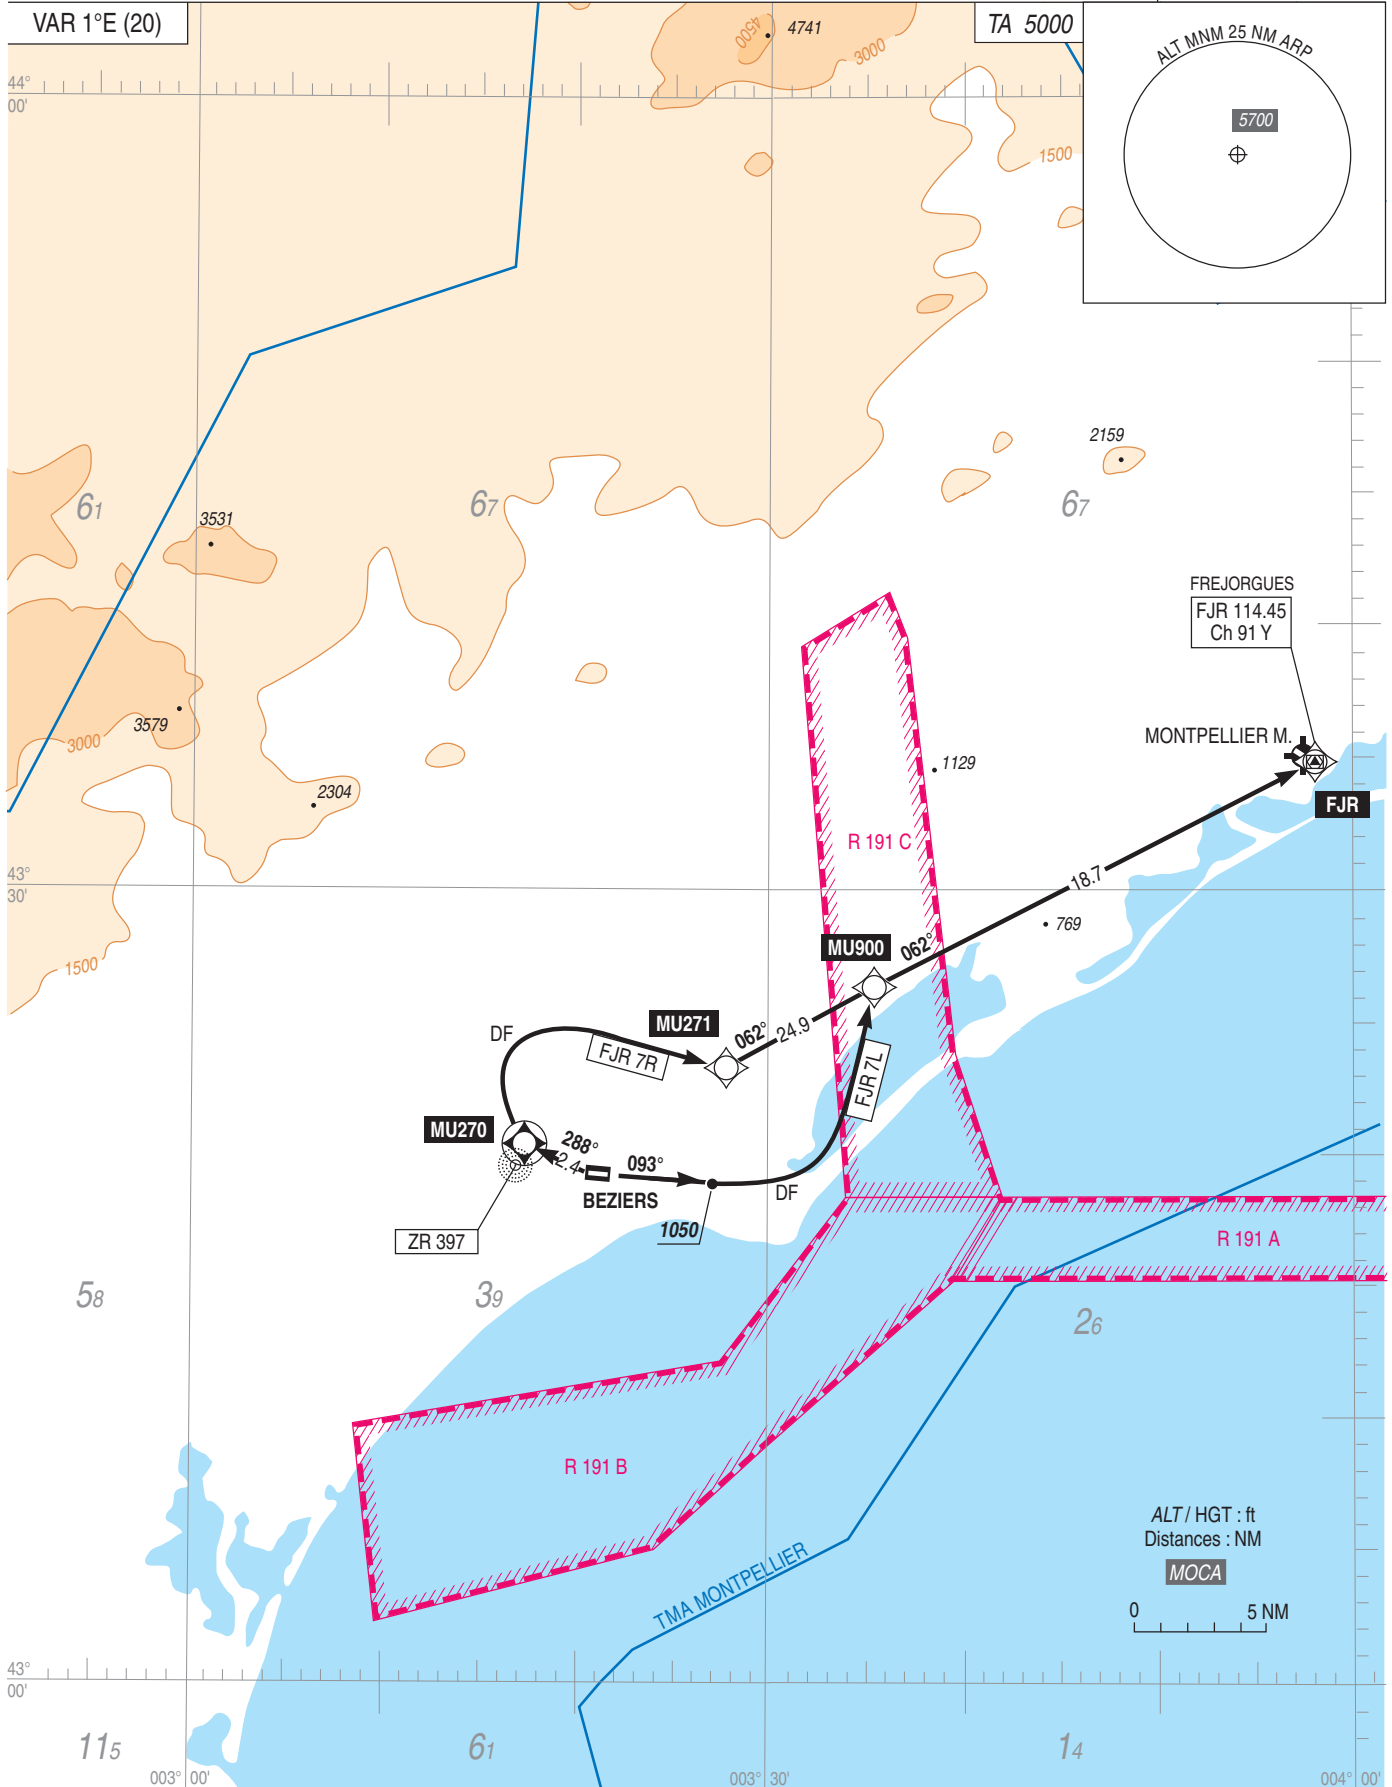 VAR 1°E (20)
4500
4741
3000
TA 5000
ALT MNM 25 NM ARP
5700
44°
00'
1500
2159
61
67
67
3531
FREJORGUES
FJR 114.45
Ch 91 Y
3579
3000
MONTPELLIER M.
1129
2304
FJR
R 191 C
43°
30'
18.7
769
MU900
062°
1500
MU271
062°
24.9
DF
FJR 7R
FJR 7L
MU270
288°
2.4
093°
BEZIERS
DF
1050
ZR 397
R 191 A
58
39
26
R 191 B
ALT / HGT : ft
Distances : NM
MOCA
TMA MONTPELLIER
0
5 NM
43°
00'
115
61
14
003° 00'
003° 30'
004° 00'